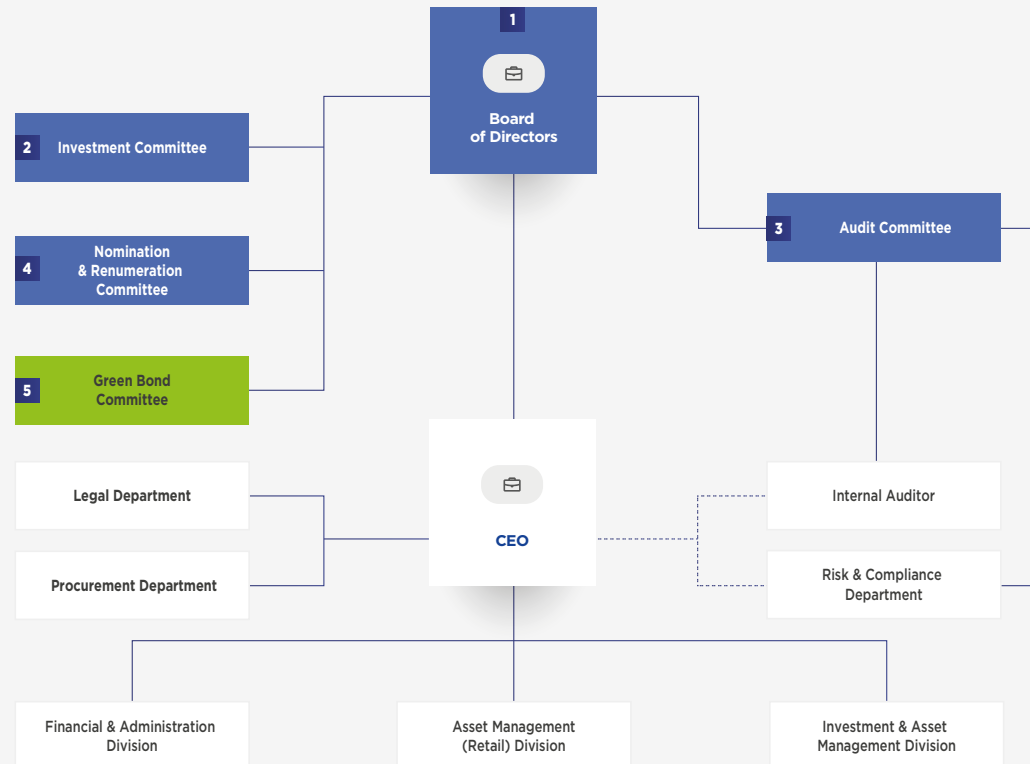 1
Board
of Directors
2
Investment Committee
3
Audit Committee
4
Nomination
& Renumeration
Committee
5
Green Bond
Committee
Legal Department
Procurement Department
CEO
Internal Auditor
Risk & Compliance
Department
Financial & Administration
Division
Asset Management
(Retail) Division
Investment & Asset
Management Division